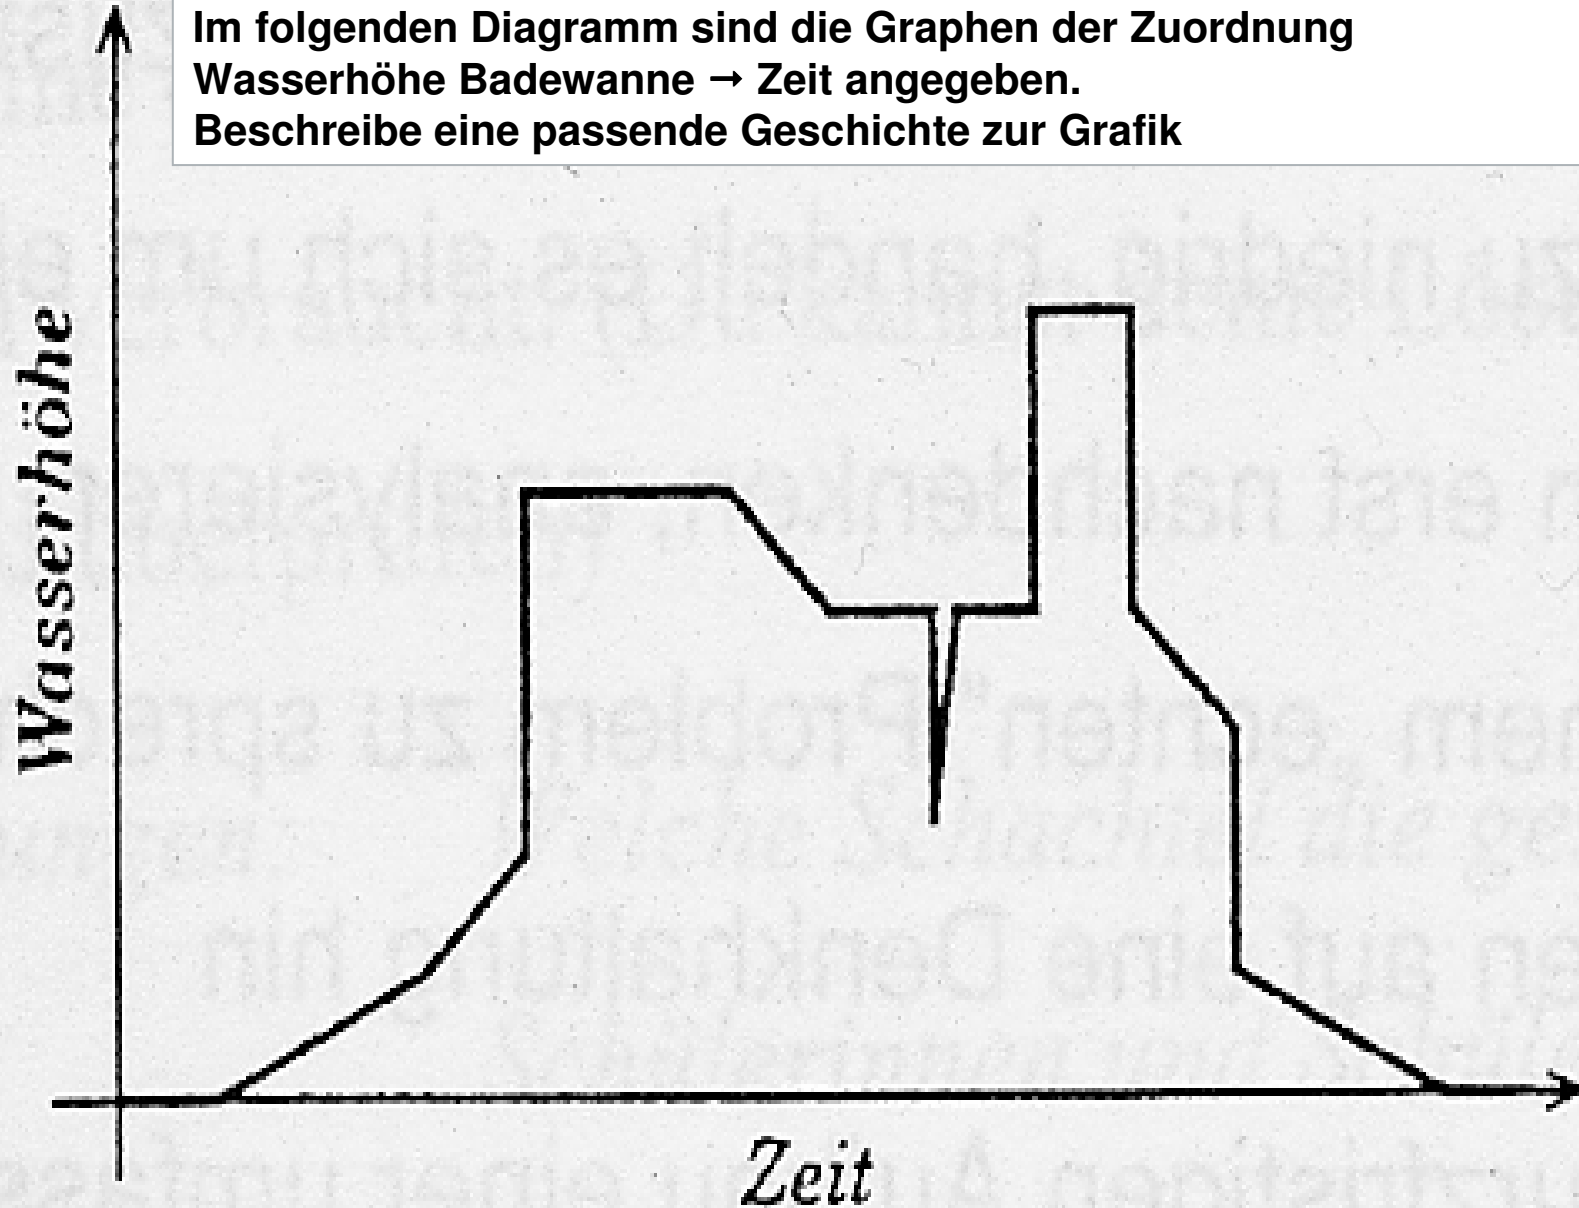 Im folgenden Diagramm sind die Graphen der Zuordnung
Wasserhöhe Badewanne → Zeit angegeben.
Beschreibe eine passende Geschichte zur Grafik
Wasserhöhe
Zeit